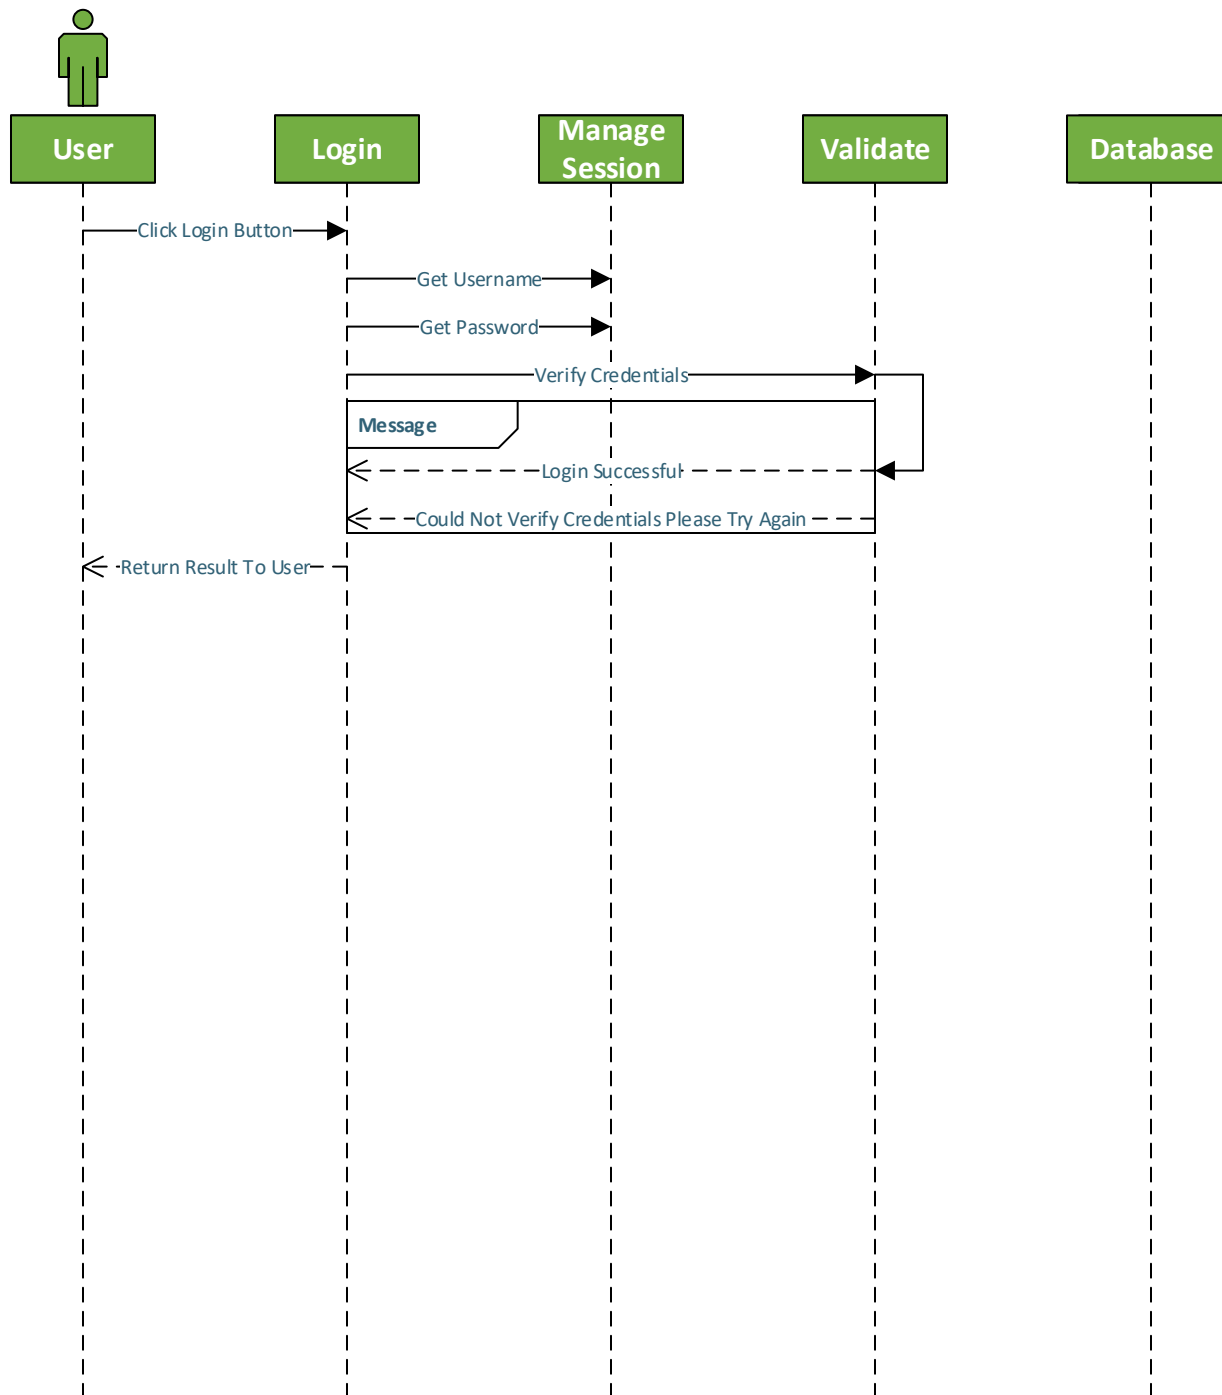 User
Login
Manage
Session
Validate
Database
Click Login Button
Get Username
Get Password
Verify Credentials
Message
Login Successful
Could Not Verify Credentials Please Try Again
Return Result To User